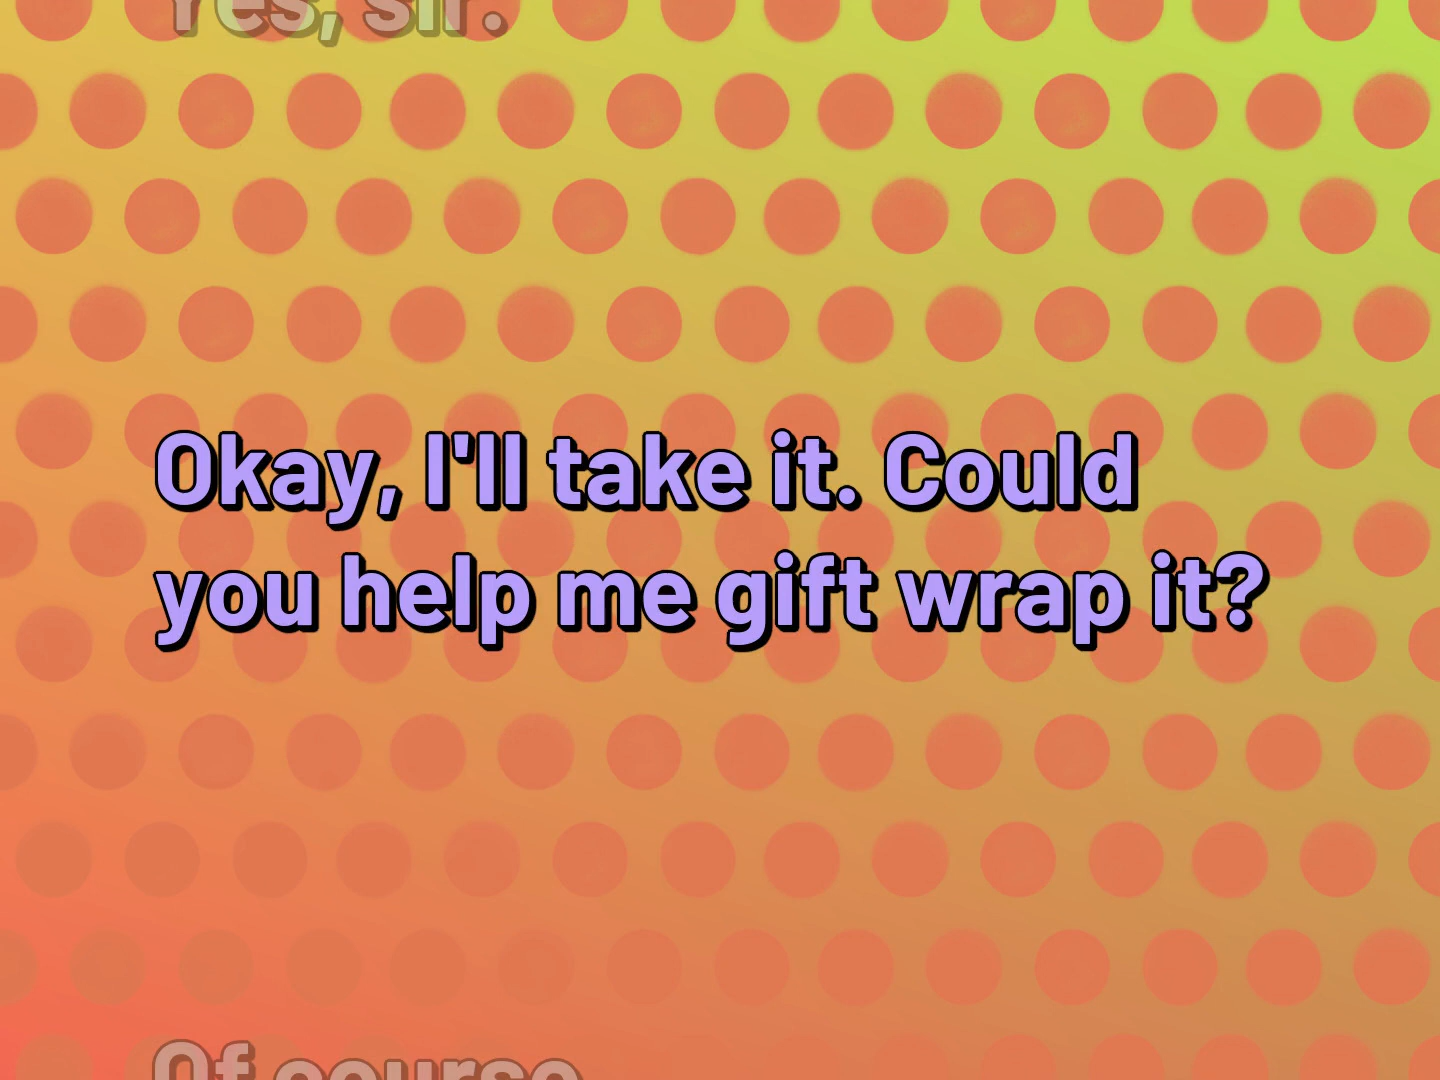 Yes, sir.
Okay, I'll take it. Could
you help me gift wrap it?
Of course